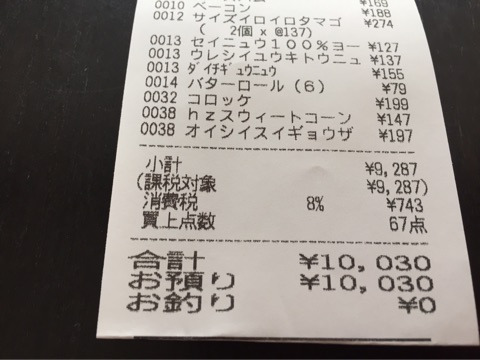 ¥169
0010 ベーコン ¥188
0012 サイズイロイロタマゴ ¥274
( 2個 x @137)
0013 セイニュウ100%ヨー ¥127
0013 ウレシイユウキトウニュ ¥137
0013 ダイチギュウニュウ ¥155
0014 バターロール(6) ¥79
0032 コロッケ ¥199
0038 hzスウィートコーン ¥147
0038 オイシイスイギョウザ ¥197
小計 ¥9,287
(課税対象 ¥9,287)
消費税 8% ¥743
買上点数 67点
合計 ¥10,030
お預り ¥10,030
お釣り ¥0